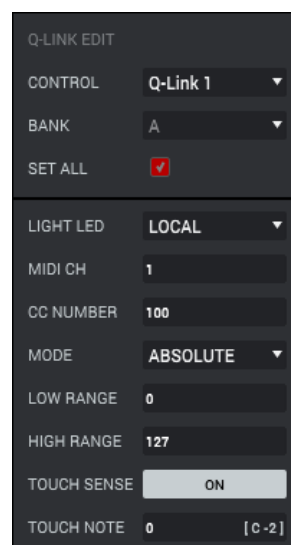 Q-LINK EDIT
CONTROL Q-Link 1
BANK A
SET ALL
LIGHT LED LOCAL
MIDI CH 1
CC NUMBER 100
MODE ABSOLUTE
LOW RANGE 0
HIGH RANGE 127
TOUCH SENSE ON
TOUCH NOTE 0 [ C -2 ]